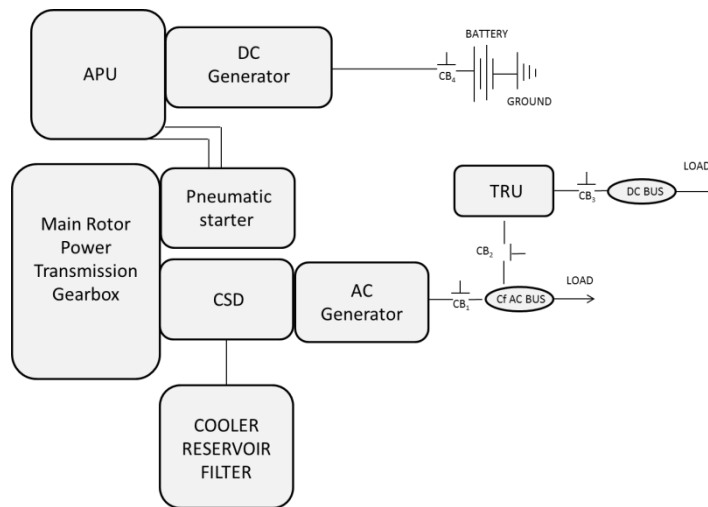 APU
DC
Generator
BATTERY
CB₄
GROUND
Main Rotor
Power
Transmission
Gearbox
Pneumatic
starter
TRU
CB₃
DC BUS
LOAD
CB₂
CSD
AC
Generator
CB₁
Cf AC BUS
LOAD
COOLER
RESERVOIR
FILTER